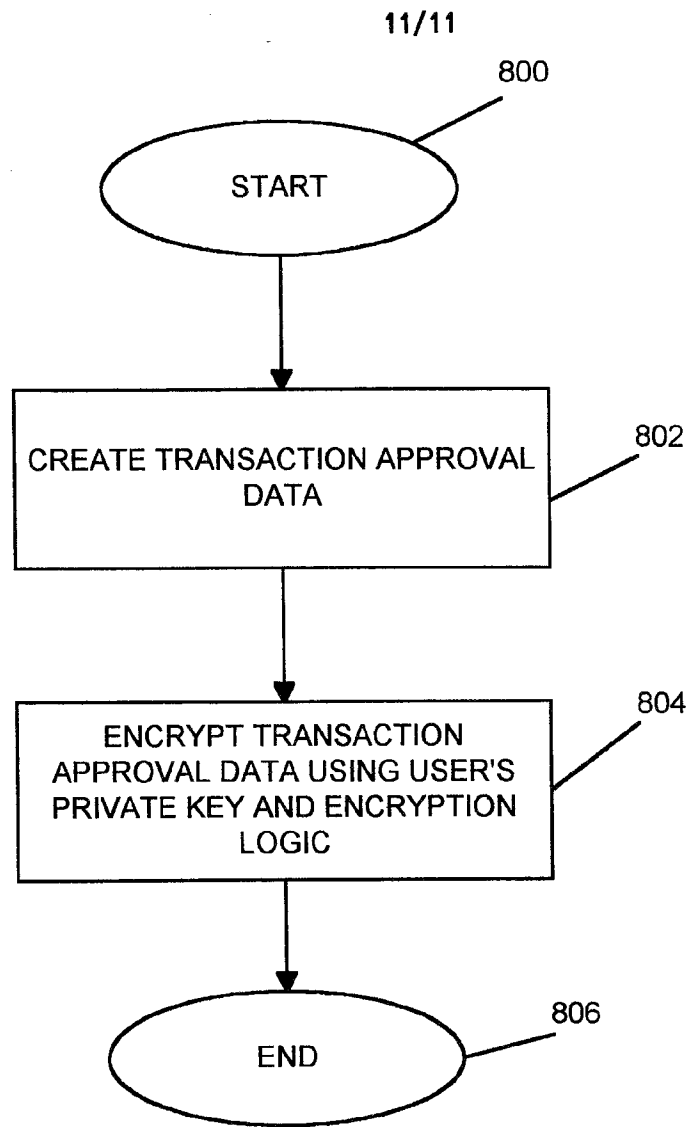 11/11
800
START
CREATE TRANSACTION APPROVAL
DATA
802
ENCRYPT TRANSACTION
APPROVAL DATA USING USER'S
PRIVATE KEY AND ENCRYPTION
LOGIC
804
END
806